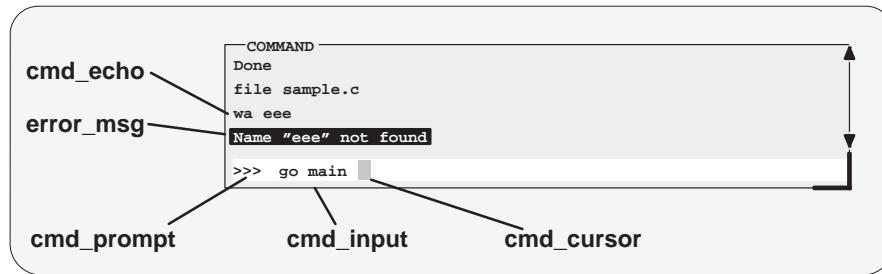 COMMAND
Done
cmd_echo
file sample.c
wa eee
error_msg
Name ″eee″ not found
>>> go main
cmd_prompt cmd_input cmd_cursor